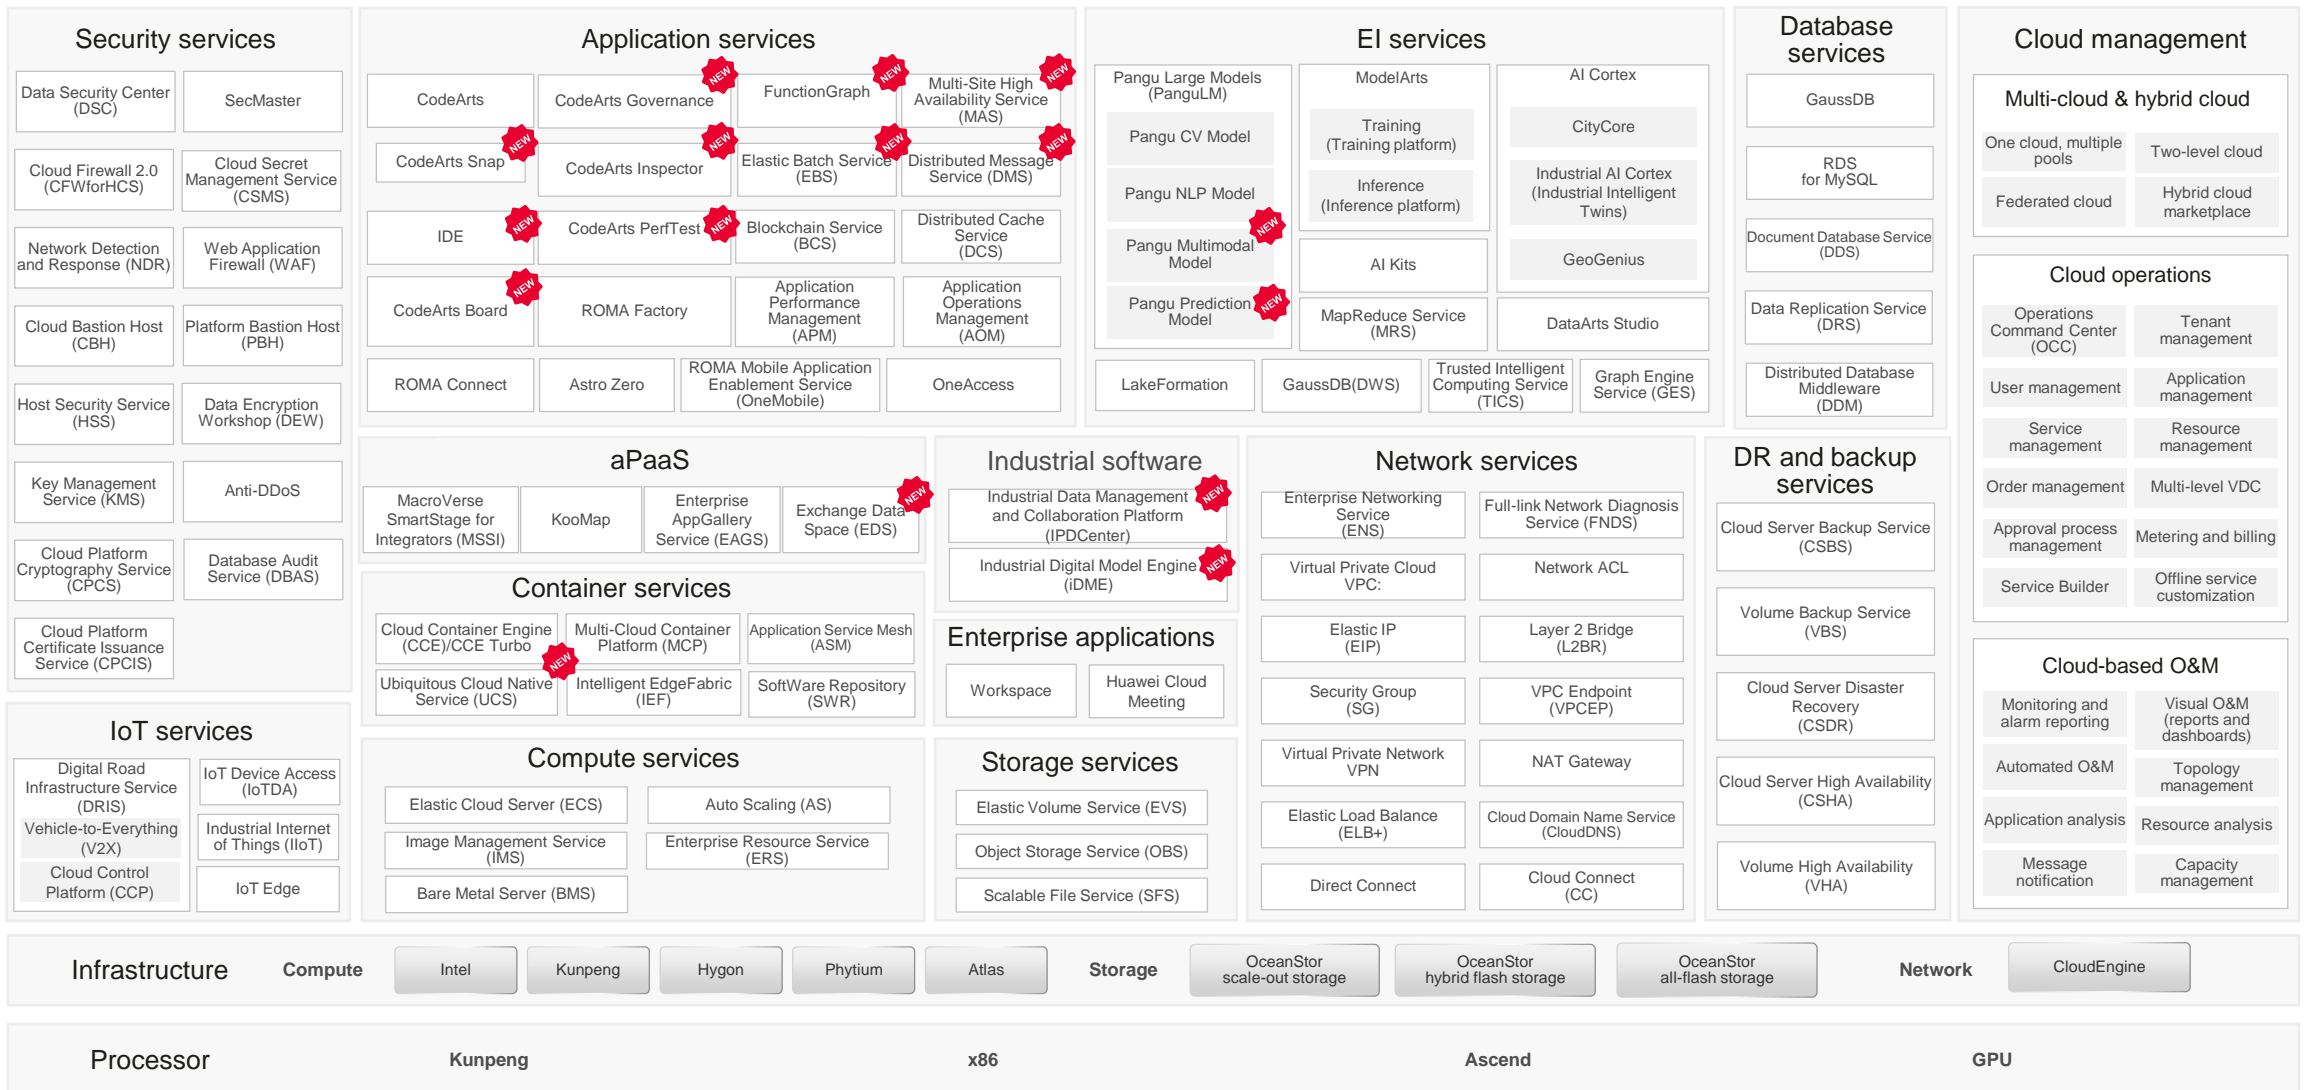 Security services
Data Security Center
(DSC)
SecMaster
Cloud Firewall 2.0
(CFWforHCS)
Cloud Secret
Management Service
(CSMS)
Network Detection
and Response (NDR)
Web Application
Firewall (WAF)
Cloud Bastion Host
(CBH)
Platform Bastion Host
(PBH)
Host Security Service
(HSS)
Data Encryption
Workshop (DEW)
Key Management
Service (KMS)
Anti-DDoS
Cloud Platform
Cryptography Service
(CPCS)
Database Audit
Service (DBAS)
Cloud Platform
Certificate Issuance
Service (CPCIS)
IoT services
Digital Road
Infrastructure Service
(DRIS)
Vehicle-to-Everything
(V2X)
Cloud Control
Platform (CCP)
IoT Device Access
(IoTDA)
Industrial Internet
of Things (IIoT)
IoT Edge
Application services
CodeArts
CodeArts Governance
NEW
FunctionGraph
NEW
Multi-Site High
Availability Service
(MAS)
NEW
CodeArts Snap
NEW
CodeArts Inspector
NEW
Elastic Batch Service
(EBS)
NEW
Distributed Message
Service (DMS)
NEW
IDE
NEW
CodeArts PerfTest
NEW
Blockchain Service
(BCS)
Distributed Cache
Service
(DCS)
CodeArts Board
NEW
ROMA Factory
Application
Performance
Management
(APM)
Application
Operations
Management
(AOM)
ROMA Connect
Astro Zero
ROMA Mobile Application
Enablement Service
(OneMobile)
OneAccess
EI services
Pangu Large Models
(PanguLM)
Pangu CV Model
Pangu NLP Model
Pangu Multimodal
Model
NEW
Pangu Prediction
Model
NEW
ModelArts
Training
(Training platform)
Inference
(Inference platform)
AI Kits
MapReduce Service
(MRS)
AI Cortex
CityCore
Industrial AI Cortex
(Industrial Intelligent
Twins)
GeoGenius
DataArts Studio
LakeFormation
GaussDB(DWS)
Trusted Intelligent
Computing Service
(TICS)
Graph Engine
Service (GES)
Database
services
GaussDB
RDS
for MySQL
Document Database Service
(DDS)
Data Replication Service
(DRS)
Distributed Database
Middleware
(DDM)
Cloud management
Multi-cloud & hybrid cloud
One cloud, multiple
pools
Two-level cloud
Federated cloud
Hybrid cloud
marketplace
Cloud operations
Operations
Command Center
(OCC)
Tenant
management
User management
Application
management
Service
management
Resource
management
Order management
Multi-level VDC
Approval process
management
Metering and billing
Service Builder
Offline service
customization
Cloud-based O&M
Monitoring and
alarm reporting
Visual O&M
(reports and
dashboards)
Automated O&M
Topology
management
Application analysis
Resource analysis
Message
notification
Capacity
management
aPaaS
MacroVerse
SmartStage for
Integrators (MSSI)
KooMap
Enterprise
AppGallery
Service (EAGS)
Exchange Data
Space (EDS)
NEW
Container services
Cloud Container Engine
(CCE)/CCE Turbo
Multi-Cloud Container
Platform (MCP)
Application Service Mesh
(ASM)
Ubiquitous Cloud Native
Service (UCS)
NEW
Intelligent EdgeFabric
(IEF)
SoftWare Repository
(SWR)
Compute services
Elastic Cloud Server (ECS)
Auto Scaling (AS)
Image Management Service
(IMS)
Enterprise Resource Service
(ERS)
Bare Metal Server (BMS)
Industrial software
Industrial Data Management
and Collaboration Platform
(IPDCenter)
NEW
Industrial Digital Model Engine
(iDME)
NEW
Enterprise applications
Workspace
Huawei Cloud
Meeting
Storage services
Elastic Volume Service (EVS)
Object Storage Service (OBS)
Scalable File Service (SFS)
Network services
Enterprise Networking
Service
(ENS)
Full-link Network Diagnosis
Service (FNDS)
Virtual Private Cloud
VPC:
Network ACL
Elastic IP
(EIP)
Layer 2 Bridge
(L2BR)
Security Group
(SG)
VPC Endpoint
(VPCEP)
Virtual Private Network
VPN
NAT Gateway
Elastic Load Balance
(ELB+)
Cloud Domain Name Service
(CloudDNS)
Direct Connect
Cloud Connect
(CC)
DR and backup
services
Cloud Server Backup Service
(CSBS)
Volume Backup Service
(VBS)
Cloud Server Disaster
Recovery
(CSDR)
Cloud Server High Availability
(CSHA)
Volume High Availability
(VHA)
Infrastructure
Compute
Intel
Kunpeng
Hygon
Phytium
Atlas
Storage
OceanStor
scale-out storage
OceanStor
hybrid flash storage
OceanStor
all-flash storage
Network
CloudEngine
Processor
Kunpeng
x86
Ascend
GPU